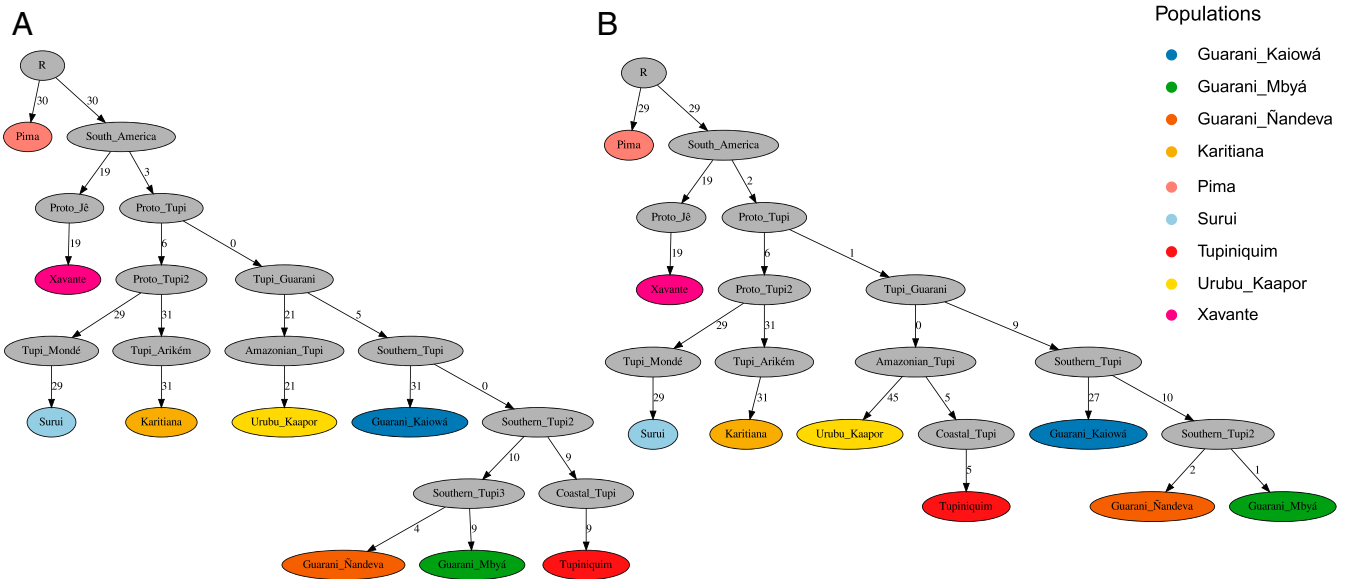 A
R
30
30
Pima
South_America
19
3
Proto_Jê
Proto_Tupi
19
6
0
Xavante
Proto_Tupi2
Tupi_Guarani
29
31
21
5
Tupi_Mondé
Tupi_Arikém
Amazonian_Tupi
Southern_Tupi
29
31
21
31
0
Surui
Karitiana
Urubu_Kaapor
Guarani_Kaiowá
Southern_Tupi2
10
9
Southern_Tupi3
Coastal_Tupi
4
9
9
Guarani_Ñandeva
Guarani_Mbyá
Tupiniquim
B
R
29
29
Pima
South_America
19
2
Proto_Jê
Proto_Tupi
19
6
1
Xavante
Proto_Tupi2
Tupi_Guarani
29
31
0
9
Tupi_Mondé
Tupi_Arikém
Amazonian_Tupi
Southern_Tupi
29
31
45
5
27
10
Surui
Karitiana
Urubu_Kaapor
Coastal_Tupi
Guarani_Kaiowá
Southern_Tupi2
5
2
1
Tupiniquim
Guarani_Ñandeva
Guarani_Mbyá
Populations
Guarani_Kaiowá
Guarani_Mbyá
Guarani_Ñandeva
Karitiana
Pima
Surui
Tupiniquim
Urubu_Kaapor
Xavante